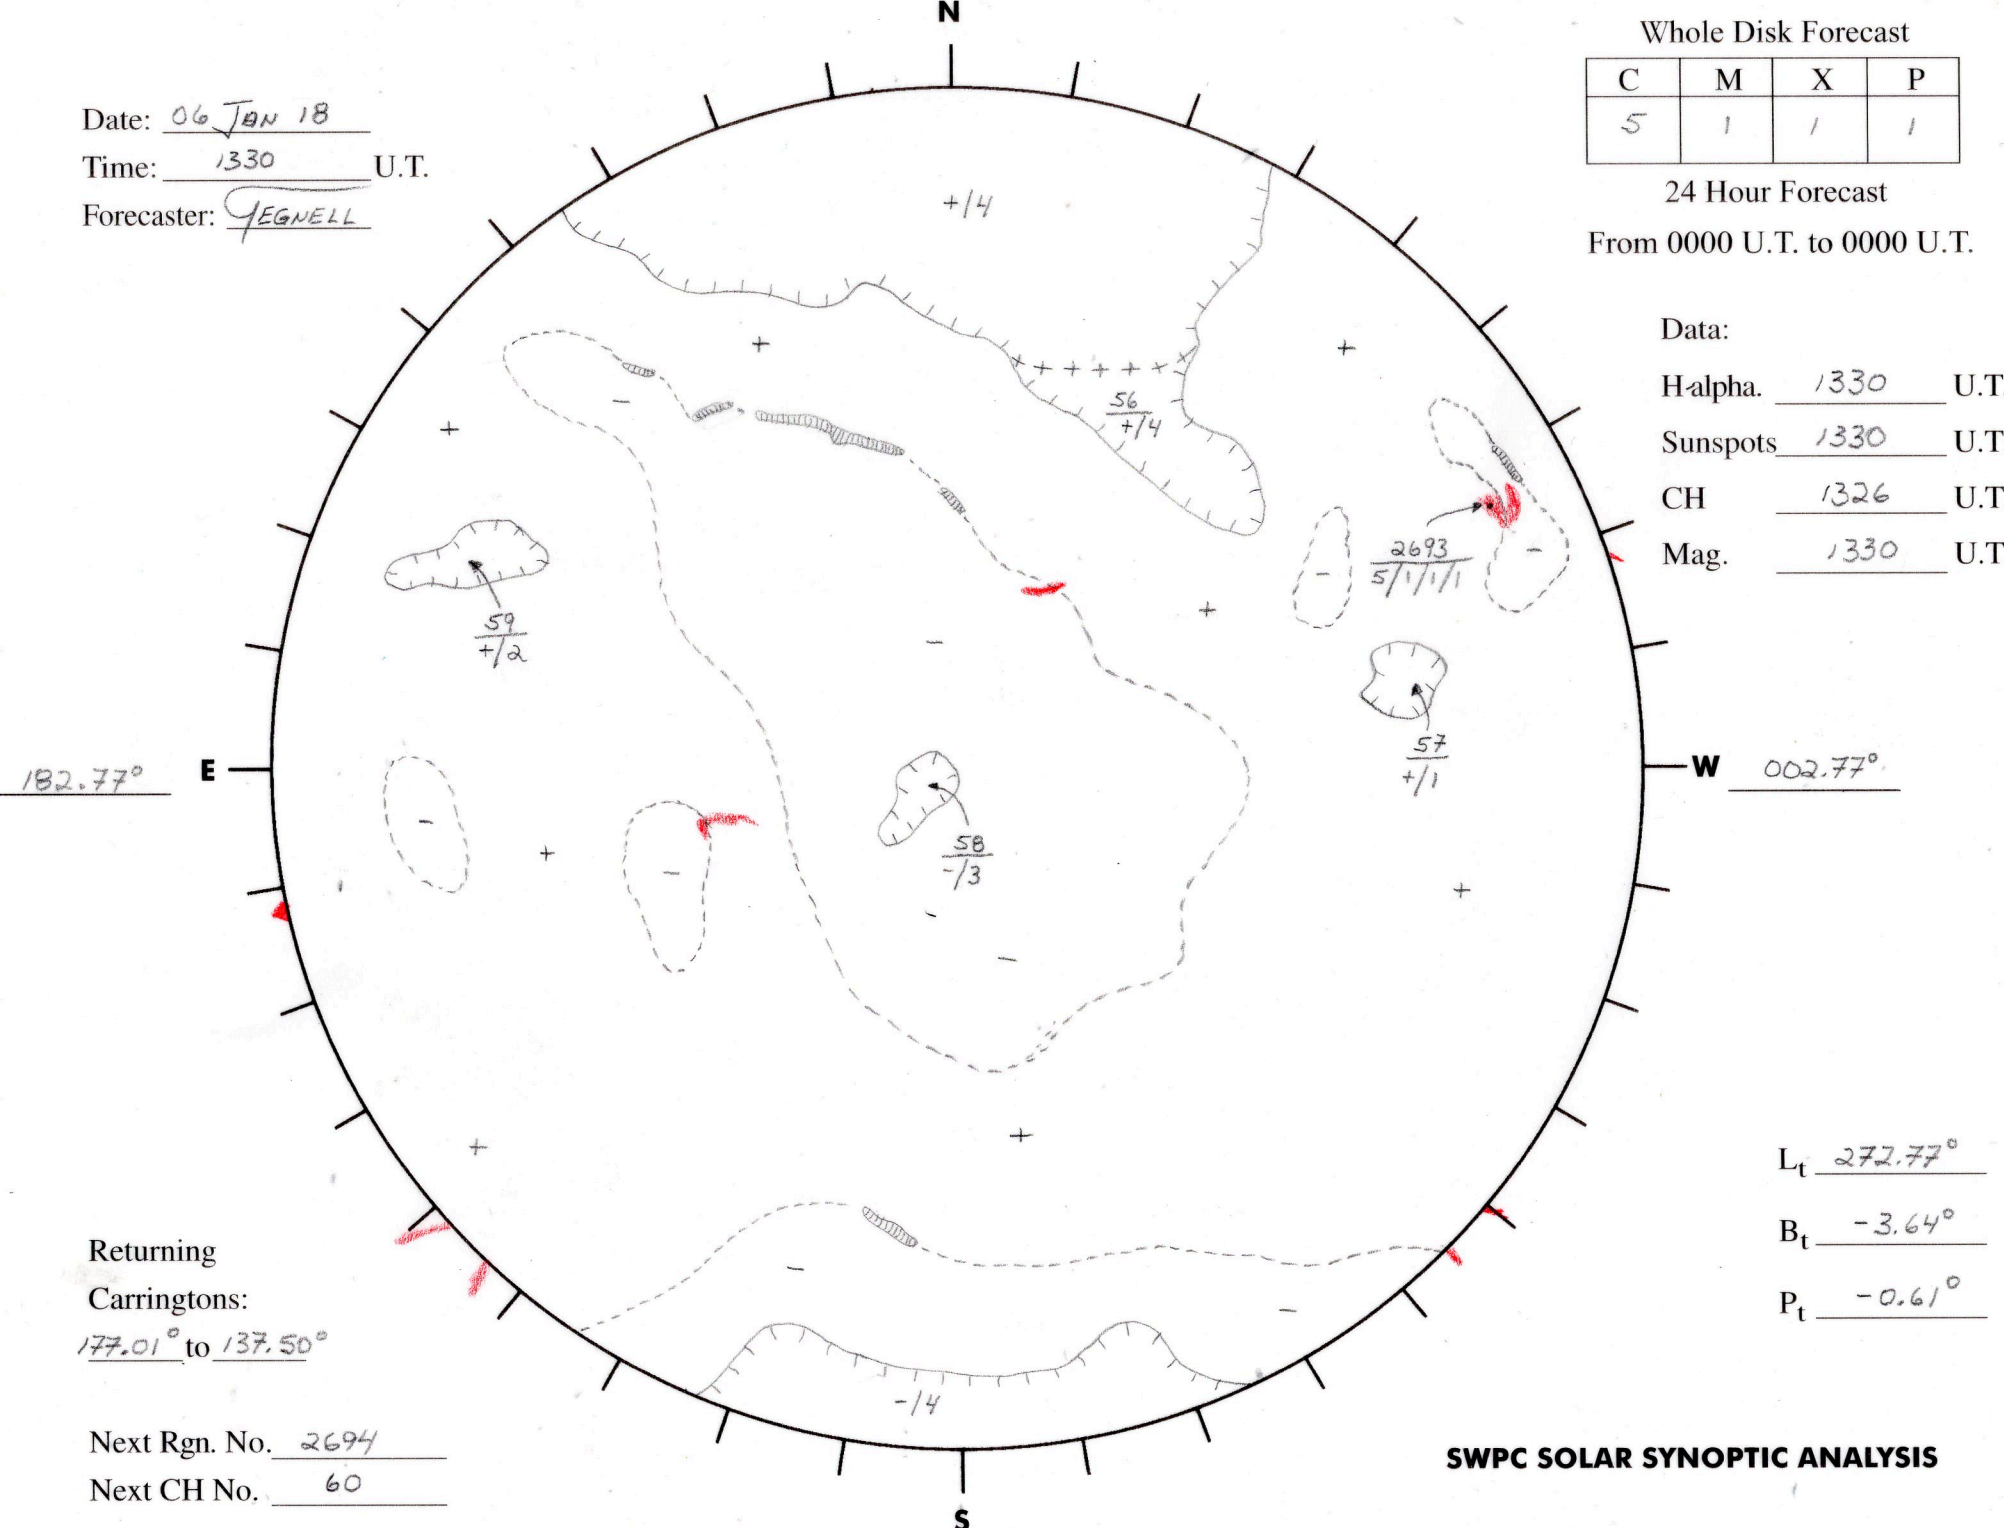 N
Whole Disk Forecast
C M X P
5 1 1 1
24 Hour Forecast
From 0000 U.T. to 0000 U.T.
Date: 06 JAN 18
Time: 1330 U.T.
Forecaster: YEGNELL
Data:
H-alpha. 1330 U.T
Sunspots 1330 U.T
CH 1326 U.T
Mag. 1330 U.T
+/4
+
+
56
+/4
-
+
2693
5/1/1/1
-
-
59
+/2
+
-
57
+/1
182.77° E
W 002.77°
-
+
-
58
-/3
+
-
-
+
+
Lt 272.77°
Bt -3.64°
Pt -0.61°
-
-
-/4
Returning
Carringtons:
177.01° to 137.50°
Next Rgn. No. 2694
Next CH No. 60
SWPC SOLAR SYNOPTIC ANALYSIS
S